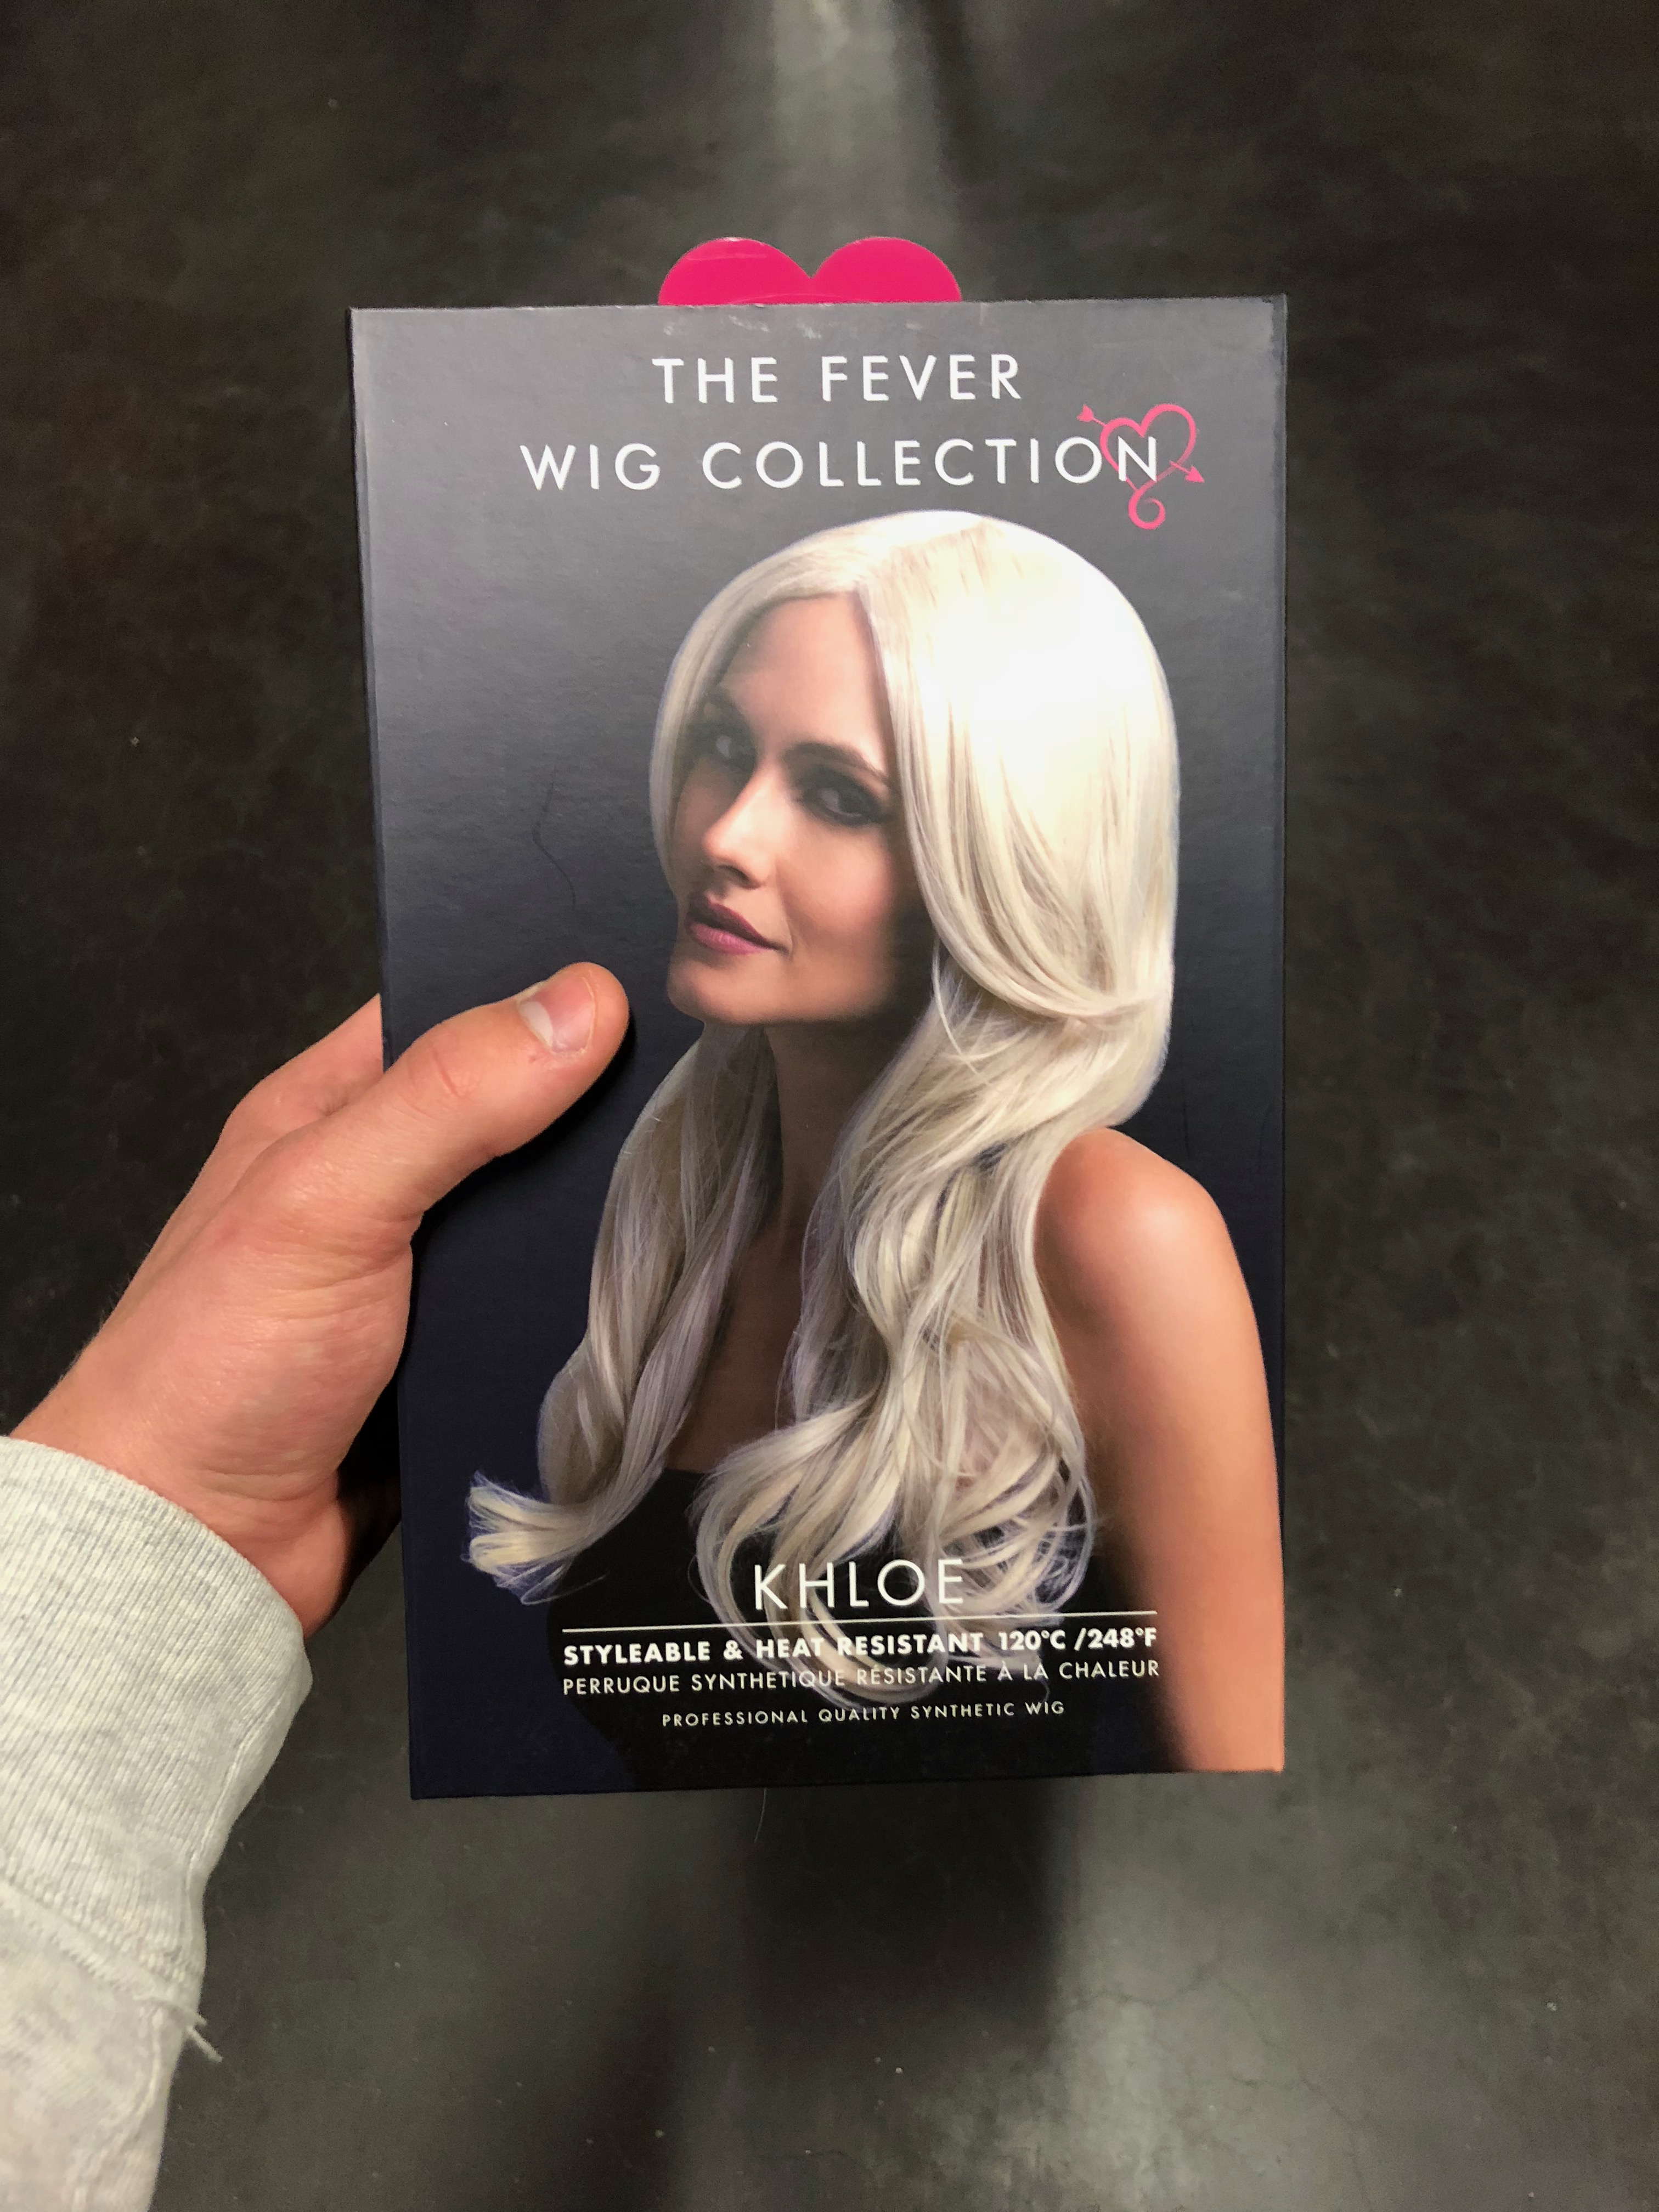 THE FEVER
WIG COLLECTION
KHLOE
STYLEABLE & HEAT RESISTANT 120°C /248°F
PERRUQUE SYNTHETIQUE RÉSISTANTE À LA CHALEUR
PROFESSIONAL QUALITY SYNTHETIC WIG